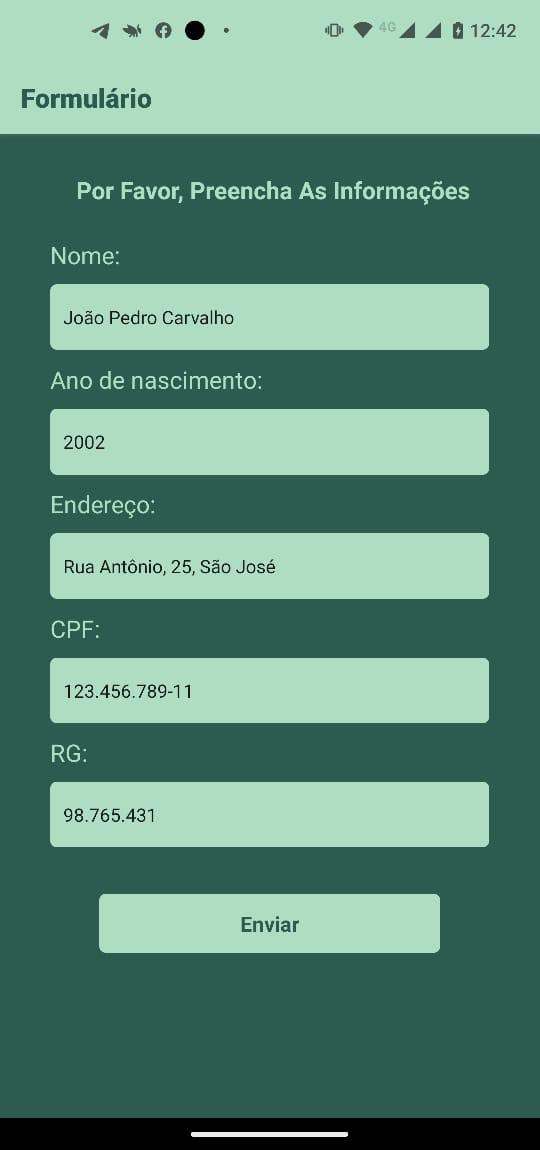 4G 12:42
Formulário
Por Favor, Preencha As Informações
Nome:
João Pedro Carvalho
Ano de nascimento:
2002
Endereço:
Rua Antônio, 25, São José
CPF:
123.456.789-11
RG:
98.765.431
Enviar